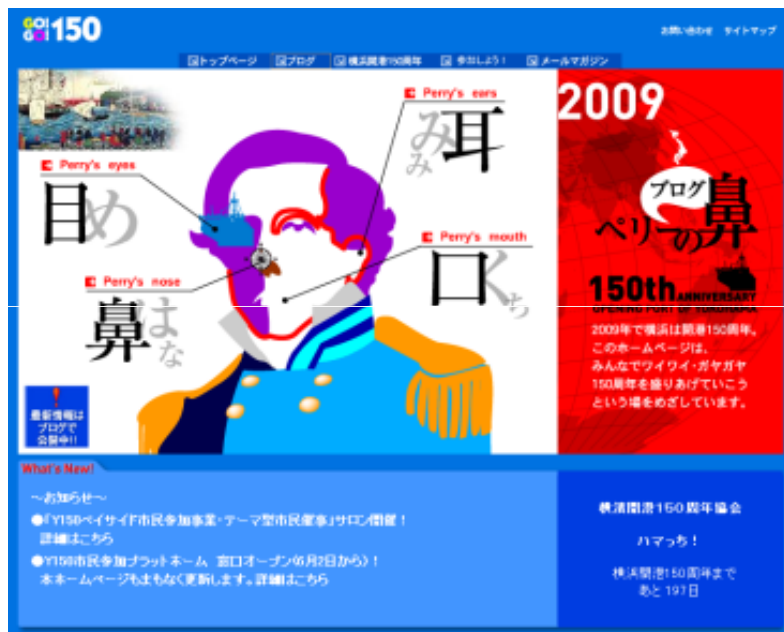 GO! GO! 150
お問い合わせ サイトマップ
トップページ ブログ 横浜開港150周年 参加しよう! メールマガジン
Perry's ears
みみ 耳
Perry's eyes
目 め
Perry's mouth
口 くち
Perry's nose
鼻 はな
最新情報は
ブログで
公開中!!
2009
ブログ
ペリーの鼻
150th ANNIVERSARY
OPENING PORT OF YOKOHAMA
2009年で横浜は開港150周年。
このホームページは、
みんなでワイワイ・ガヤガヤ
150周年を盛りあげていこう
という場をめざしています。
What's New!
~お知らせ~
●「Y150ベイサイド市民参加事業・テーマ型市民催事」サロン開催!
詳細はこちら
●Y150市民参加プラットホーム 窓口オープン(6月2日から)!
本ホームページもまもなく更新します。詳細はこちら
横浜開港150周年協会
ハマっち!
横浜開港150周年まで
あと 197日